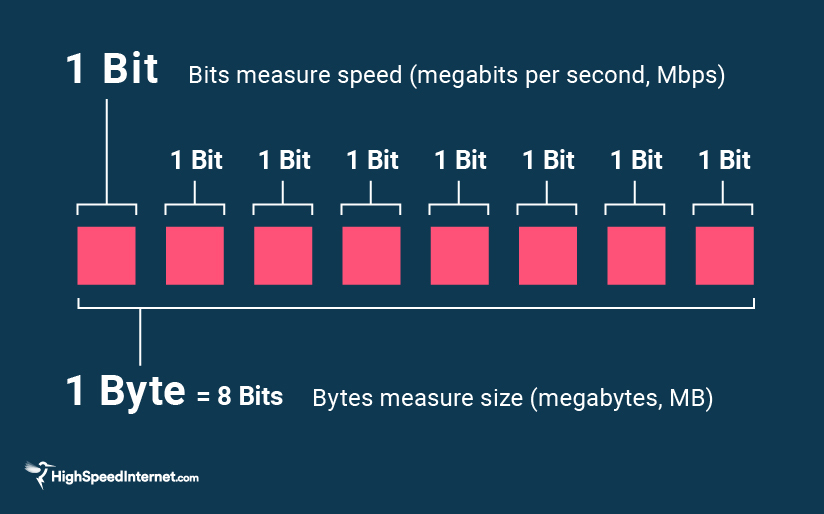 1 Bit Bits measure speed (megabits per second, Mbps)
1 Bit 1 Bit 1 Bit 1 Bit 1 Bit 1 Bit 1 Bit
1 Byte = 8 Bits Bytes measure size (megabytes, MB)
HighSpeedInternet.com